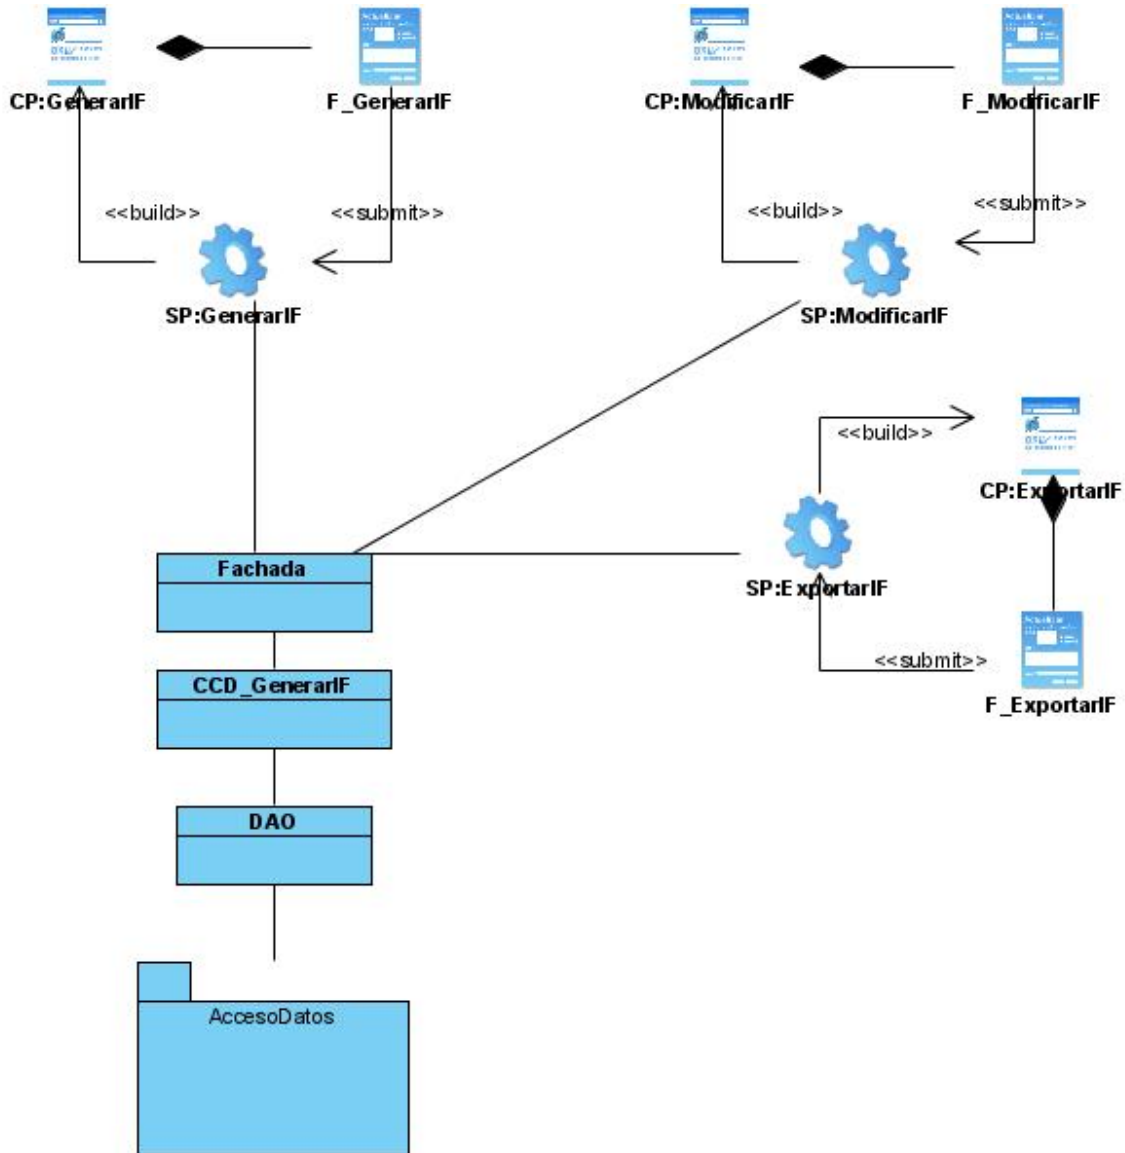 CP:GenerarIF
F_GenerarIF
CP:ModificarIF
F_ModificarIF
<<build>>
<<submit>>
<<build>>
<<submit>>
SP:GenerarIF
SP:ModificarIF
<<build>>
CP:ExportarIF
SP:ExportarIF
<<submit>>
F_ExportarIF
Fachada
CCD_GenerarIF
DAO
AccesoDatos